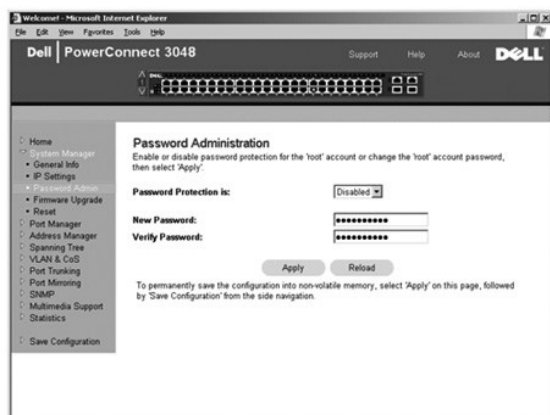 Welcome! - Microsoft Internet Explorer
File Edit View Favorites Tools Help
Dell | PowerConnect 3048
Support Help About DELL
Home
System Manager
General Info
IP Settings
Password Admin
Firmware Upgrade
Reset
Port Manager
Address Manager
Spanning Tree
VLAN & CoS
Port Trunking
Port Mirroring
SNMP
Multimedia Support
Statistics
Save Configuration
Password Administration
Enable or disable password protection for the 'root' account or change the 'root' account password,
then select 'Apply'.
Password Protection is: Disabled
New Password: ••••••••••
Verify Password: ••••••••••
Apply Reload
To permanently save the configuration into non-volatile memory, select 'Apply' on this page, followed
by 'Save Configuration' from the side navigation.